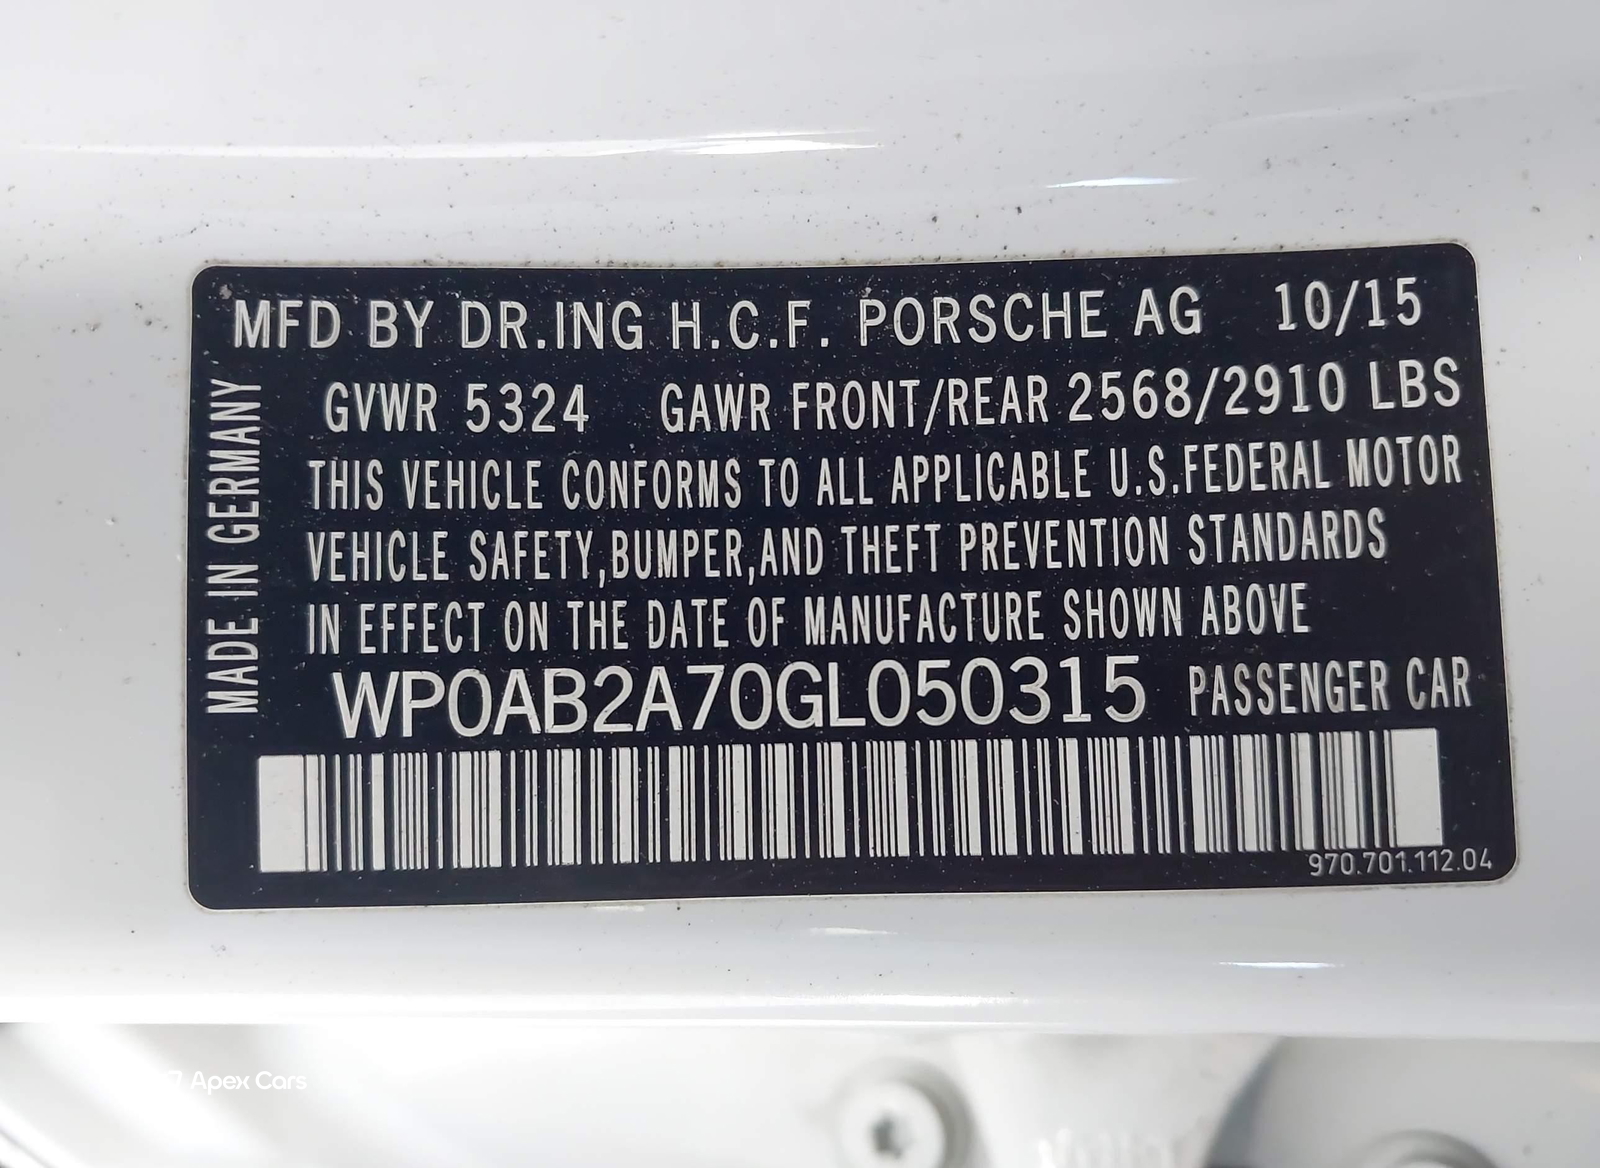 MFD BY DR.ING H.C.F. PORSCHE AG 10/15
GVWR 5324 GAWR FRONT/REAR 2568/2910 LBS
THIS VEHICLE CONFORMS TO ALL APPLICABLE U.S.FEDERAL MOTOR
VEHICLE SAFETY,BUMPER,AND THEFT PREVENTION STANDARDS
IN EFFECT ON THE DATE OF MANUFACTURE SHOWN ABOVE
WP0AB2A70GL050315 PASSENGER CAR
MADE IN GERMANY
970.701.112.04
Apex Cars